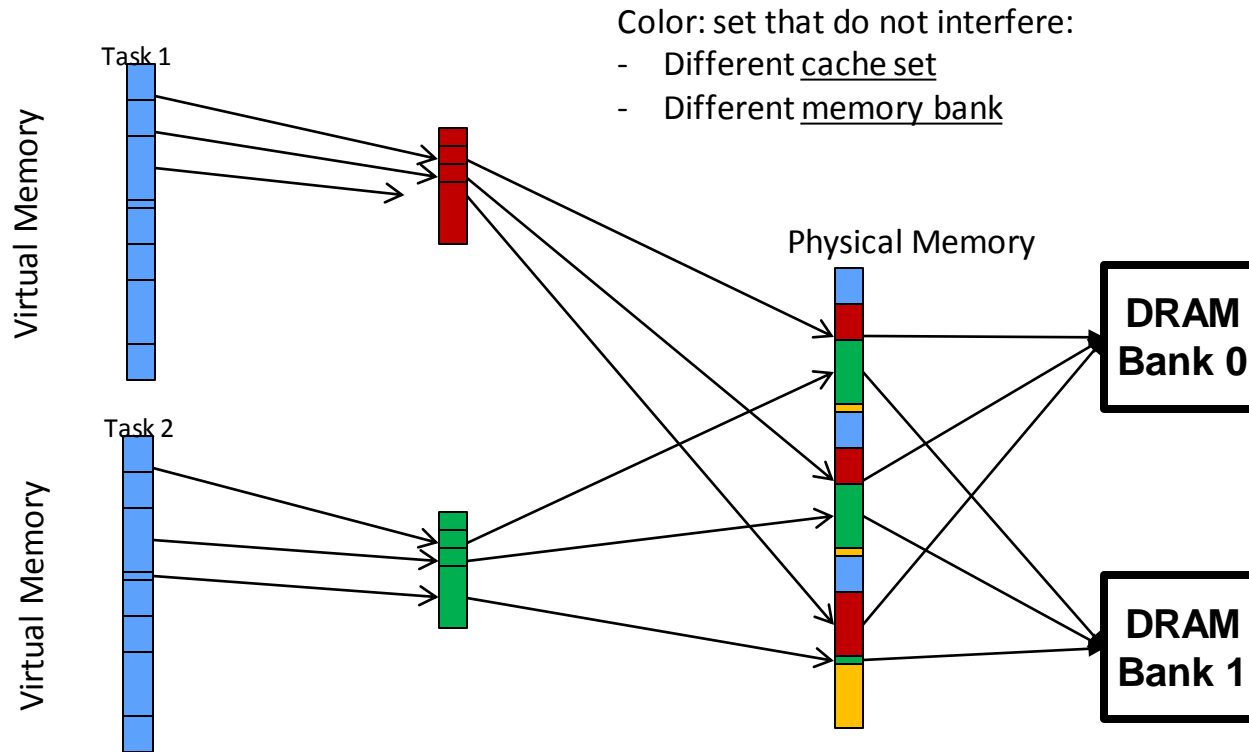 Color: set that do not interfere:
- Different cache set
- Different memory bank
Task 1
Virtual Memory
Physical Memory
DRAM
Bank 0
Task 2
Virtual Memory
DRAM
Bank 1